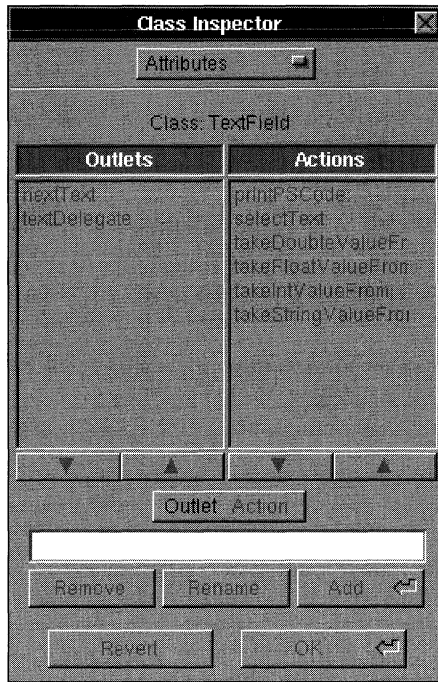 Class Inspector
Attributes
Class: TextField
Outlets
nextText
textDelegate
Actions
printPSCode:
selectText:
takeDoubleValueFr
takeFloatValueFrom
takeIntValueFrom:
takeStringValueFror
Outlet Action
Remove Rename Add
Revert OK